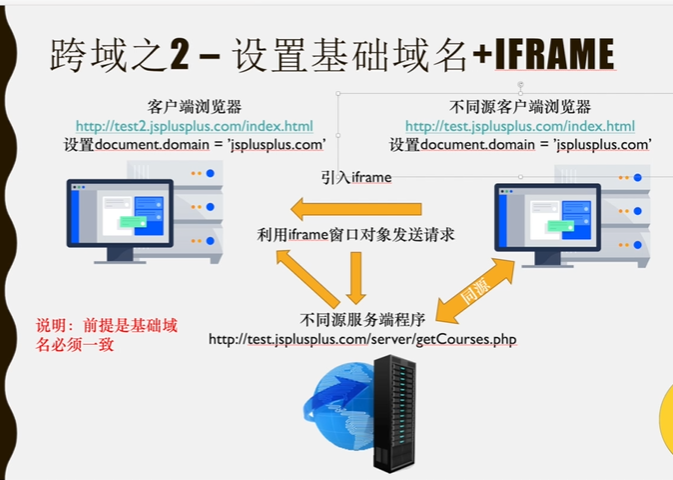 跨域之2 – 设置基础域名+IFRAME
客户端浏览器
http://test2.jsplusplus.com/index.html
设置document.domain = 'jsplusplus.com'
不同源客户端浏览器
http://test.jsplusplus.com/index.html
设置document.domain = 'jsplusplus.com'
引入iframe
利用iframe窗口对象发送请求
同源
说明：前提是基础域
名必须一致
不同源服务端程序
http://test.jsplusplus.com/server/getCourses.php